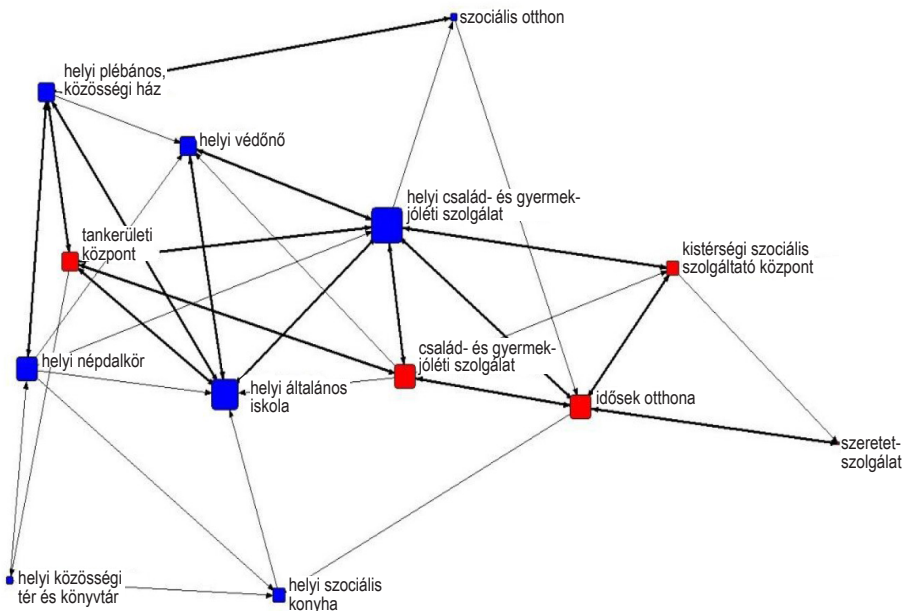 szociális otthon
helyi plébános,
közösségi ház
helyi védőnő
helyi család- és gyermek-
jóléti szolgálat
tankerületi
központ
kistérségi szociális
szolgáltató központ
család- és gyermek-
jóléti szolgálat
helyi népdalkör
helyi általános
iskola
idősek otthona
szeretet-
szolgálat
helyi közösségi
tér és könyvtár
helyi szociális
konyha